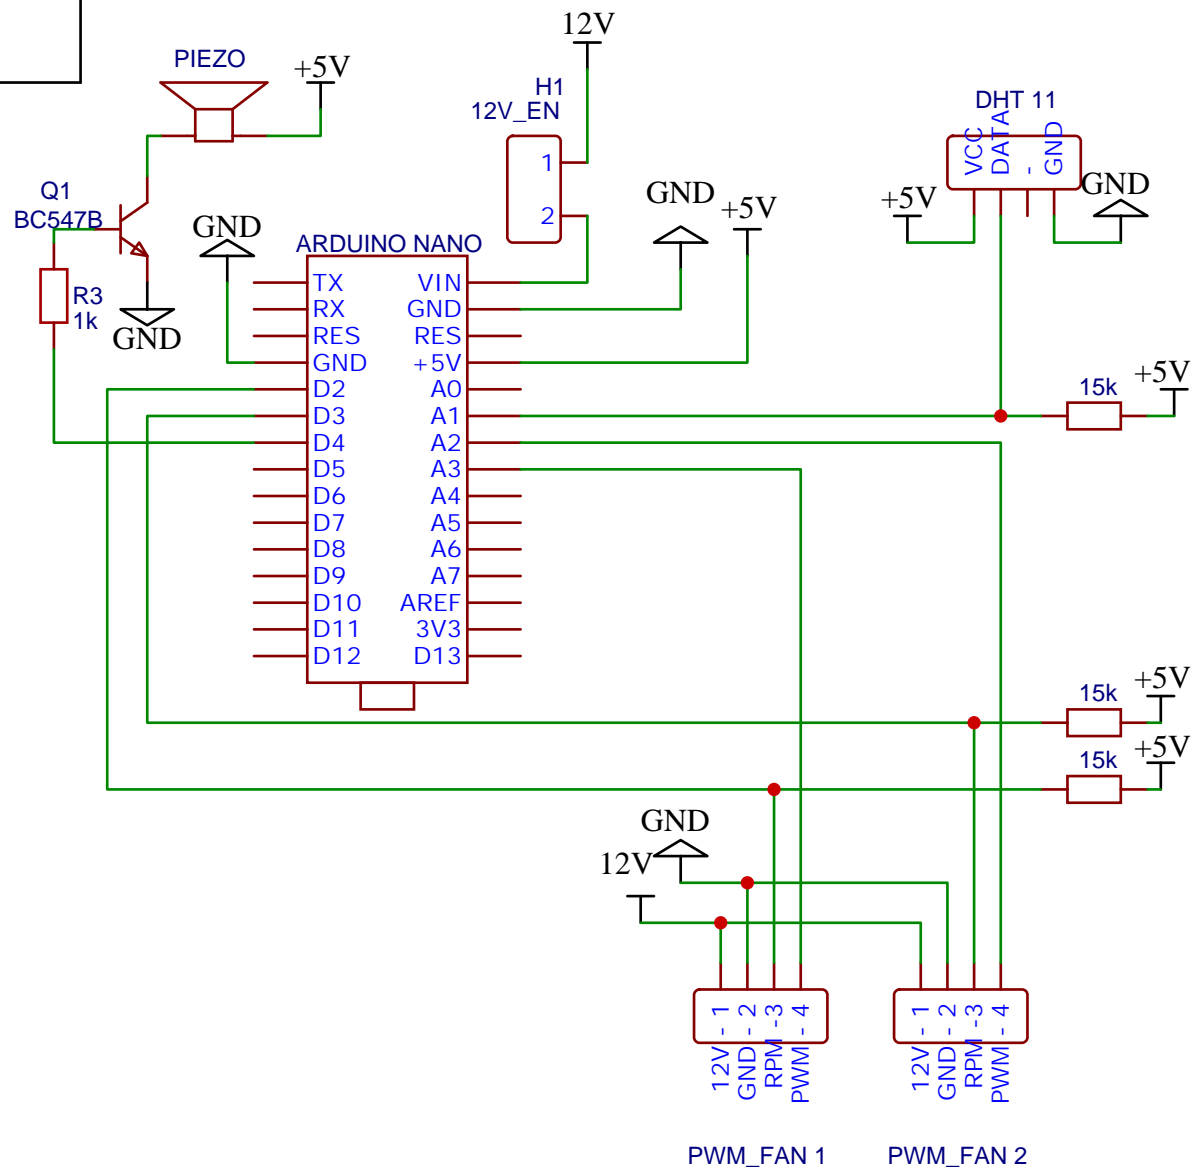 12V
PIEZO
+5V
H1
12V_EN
1
2
DHT 11
VCC
DATA
-
GND
+5V
GND
Q1
BC547B
GND
GND
+5V
ARDUINO NANO
R3
1k
GND
TX
RX
RES
GND
D2
D3
D4
D5
D6
D7
D8
D9
D10
D11
D12
VIN
GND
RES
+5V
A0
A1
A2
A3
A4
A5
A6
A7
AREF
3V3
D13
15k
+5V
15k
+5V
15k
+5V
GND
12V
12V - 1
GND - 2
RPM -3
PWM - 4
12V - 1
GND - 2
RPM -3
PWM - 4
PWM_FAN 1
PWM_FAN 2